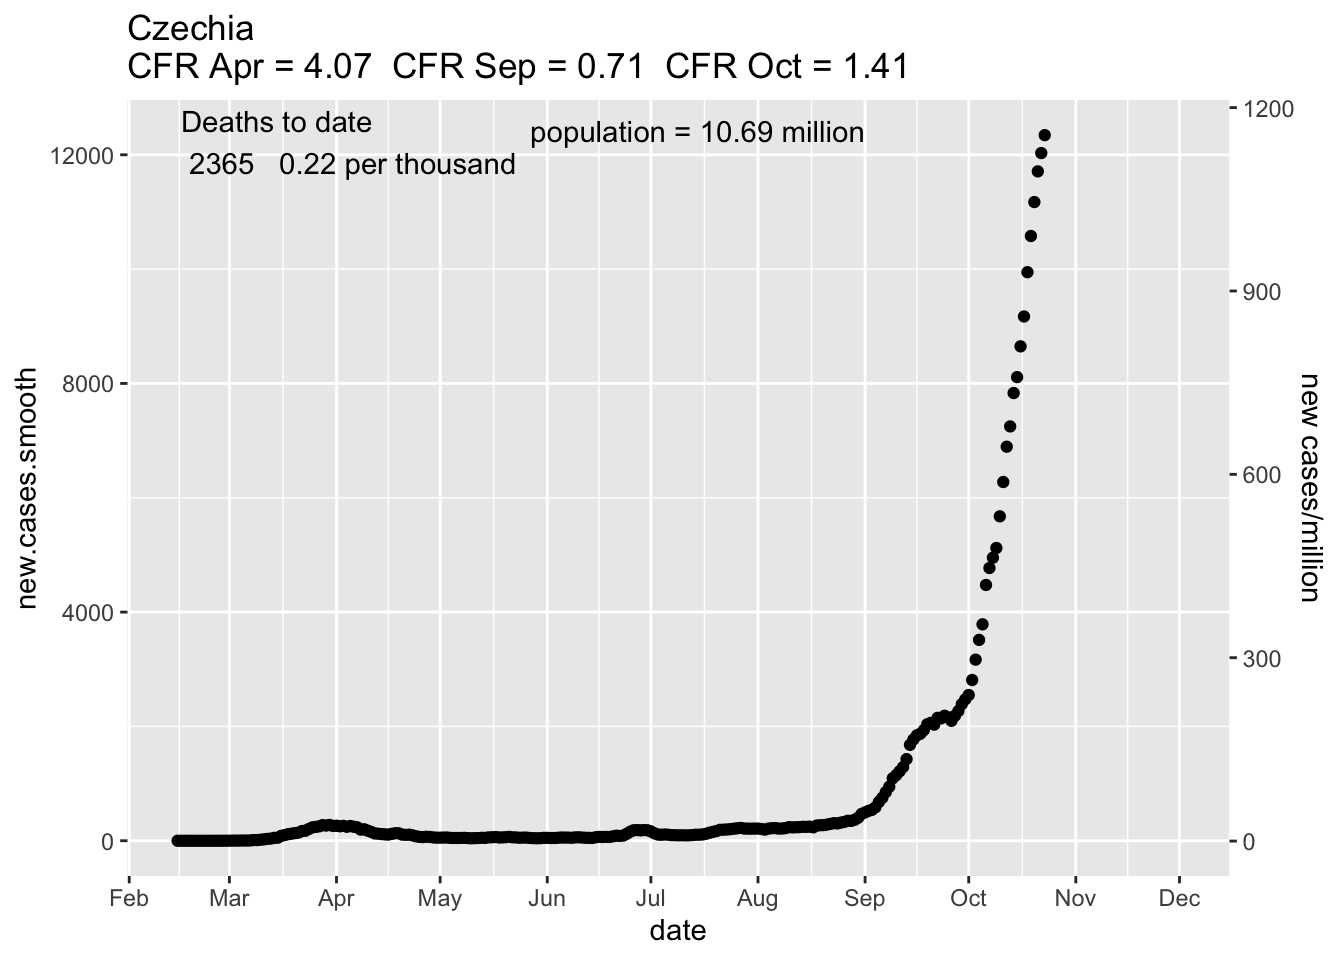 Czechia
CFR Apr = 4.07  CFR Sep = 0.71  CFR Oct = 1.41
Deaths to date
2365   0.22 per thousand
population = 10.69 million
new.cases.smooth
12000
8000
4000
0
1200
900
600
300
0
new cases/million
Feb Mar Apr May Jun Jul Aug Sep Oct Nov Dec
date